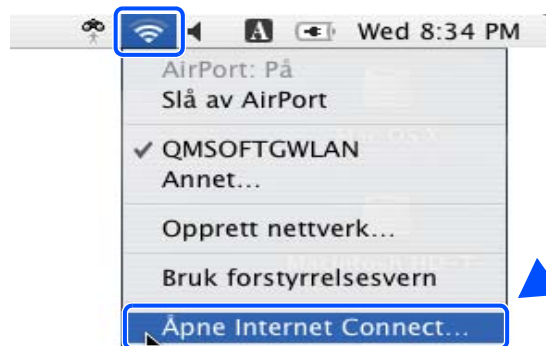 A Wed 8:34 PM
AirPort: På
Slå av AirPort
QMSOFTGWLAN
Annet...
Opprett nettverk...
Bruk forstyrrelsesvern
Åpne Internet Connect...